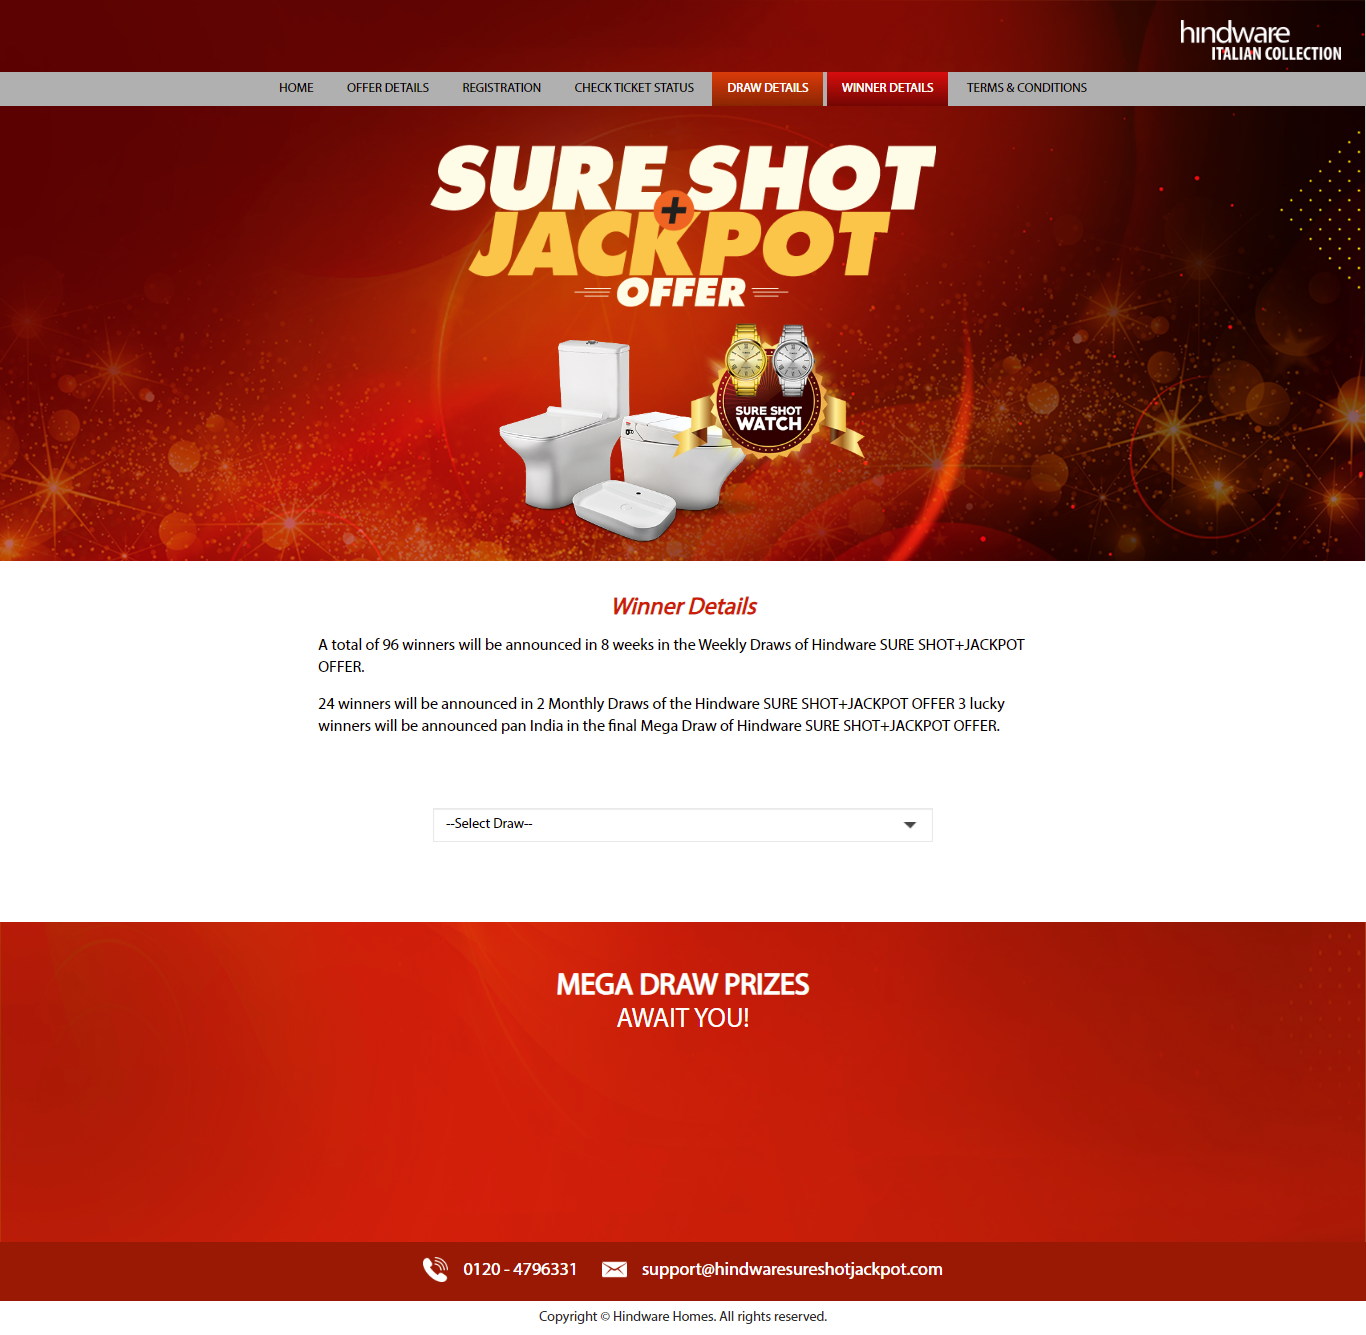 hindware
ITALIAN COLLECTION
HOME OFFER DETAILS REGISTRATION CHECK TICKET STATUS DRAW DETAILS WINNER DETAILS TERMS & CONDITIONS
SURE SHOT
+
JACKPOT
OFFER
SURE SHOT
WATCH
Winner Details
A total of 96 winners will be announced in 8 weeks in the Weekly Draws of Hindware SURE SHOT+JACKPOT
OFFER.
24 winners will be announced in 2 Monthly Draws of the Hindware SURE SHOT+JACKPOT OFFER 3 lucky
winners will be announced pan India in the final Mega Draw of Hindware SURE SHOT+JACKPOT OFFER.
--Select Draw--
MEGA DRAW PRIZES
AWAIT YOU!
0120 - 4796331 support@hindwaresureshotjackpot.com
Copyright © Hindware Homes. All rights reserved.